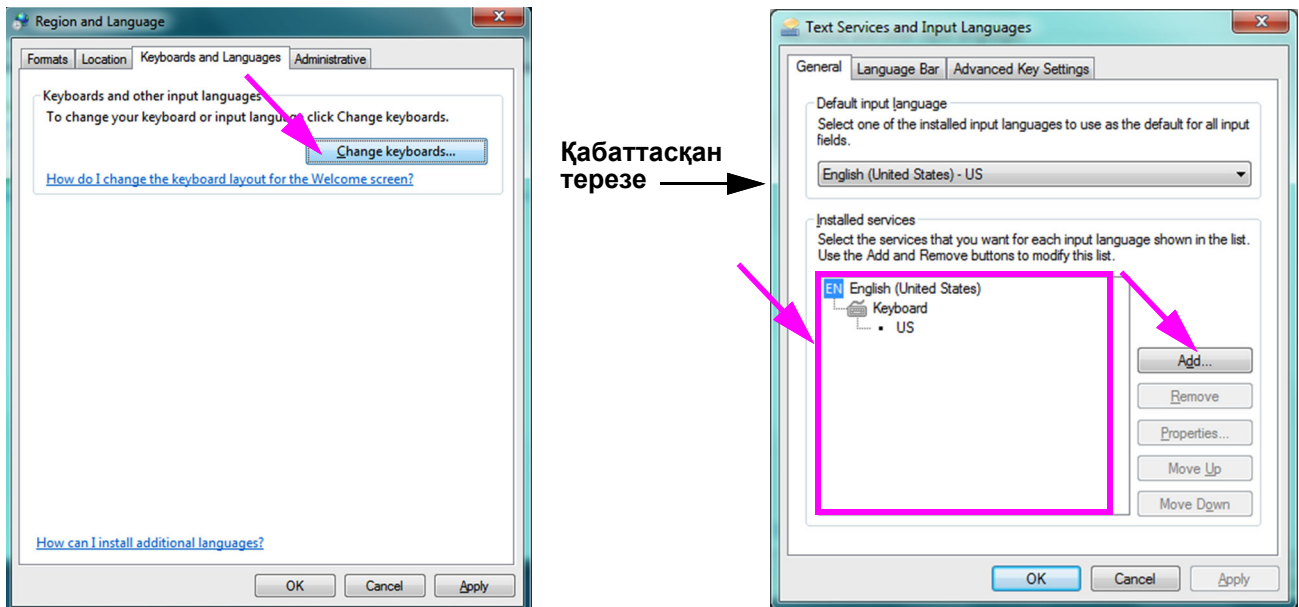 Region and Language
Formats Location Keyboards and Languages Administrative
Keyboards and other input languages
To change your keyboard or input language click Change keyboards.
Change keyboards...
How do I change the keyboard layout for the Welcome screen?
How can I install additional languages?
OK Cancel Apply
Қабаттасқан
терезе
Text Services and Input Languages
General Language Bar Advanced Key Settings
Default input language
Select one of the installed input languages to use as the default for all input
fields.
English (United States) - US
Installed services
Select the services that you want for each input language shown in the list.
Use the Add and Remove buttons to modify this list.
EN English (United States)
Keyboard
US
Add...
Remove
Properties...
Move Up
Move Down
OK Cancel Apply